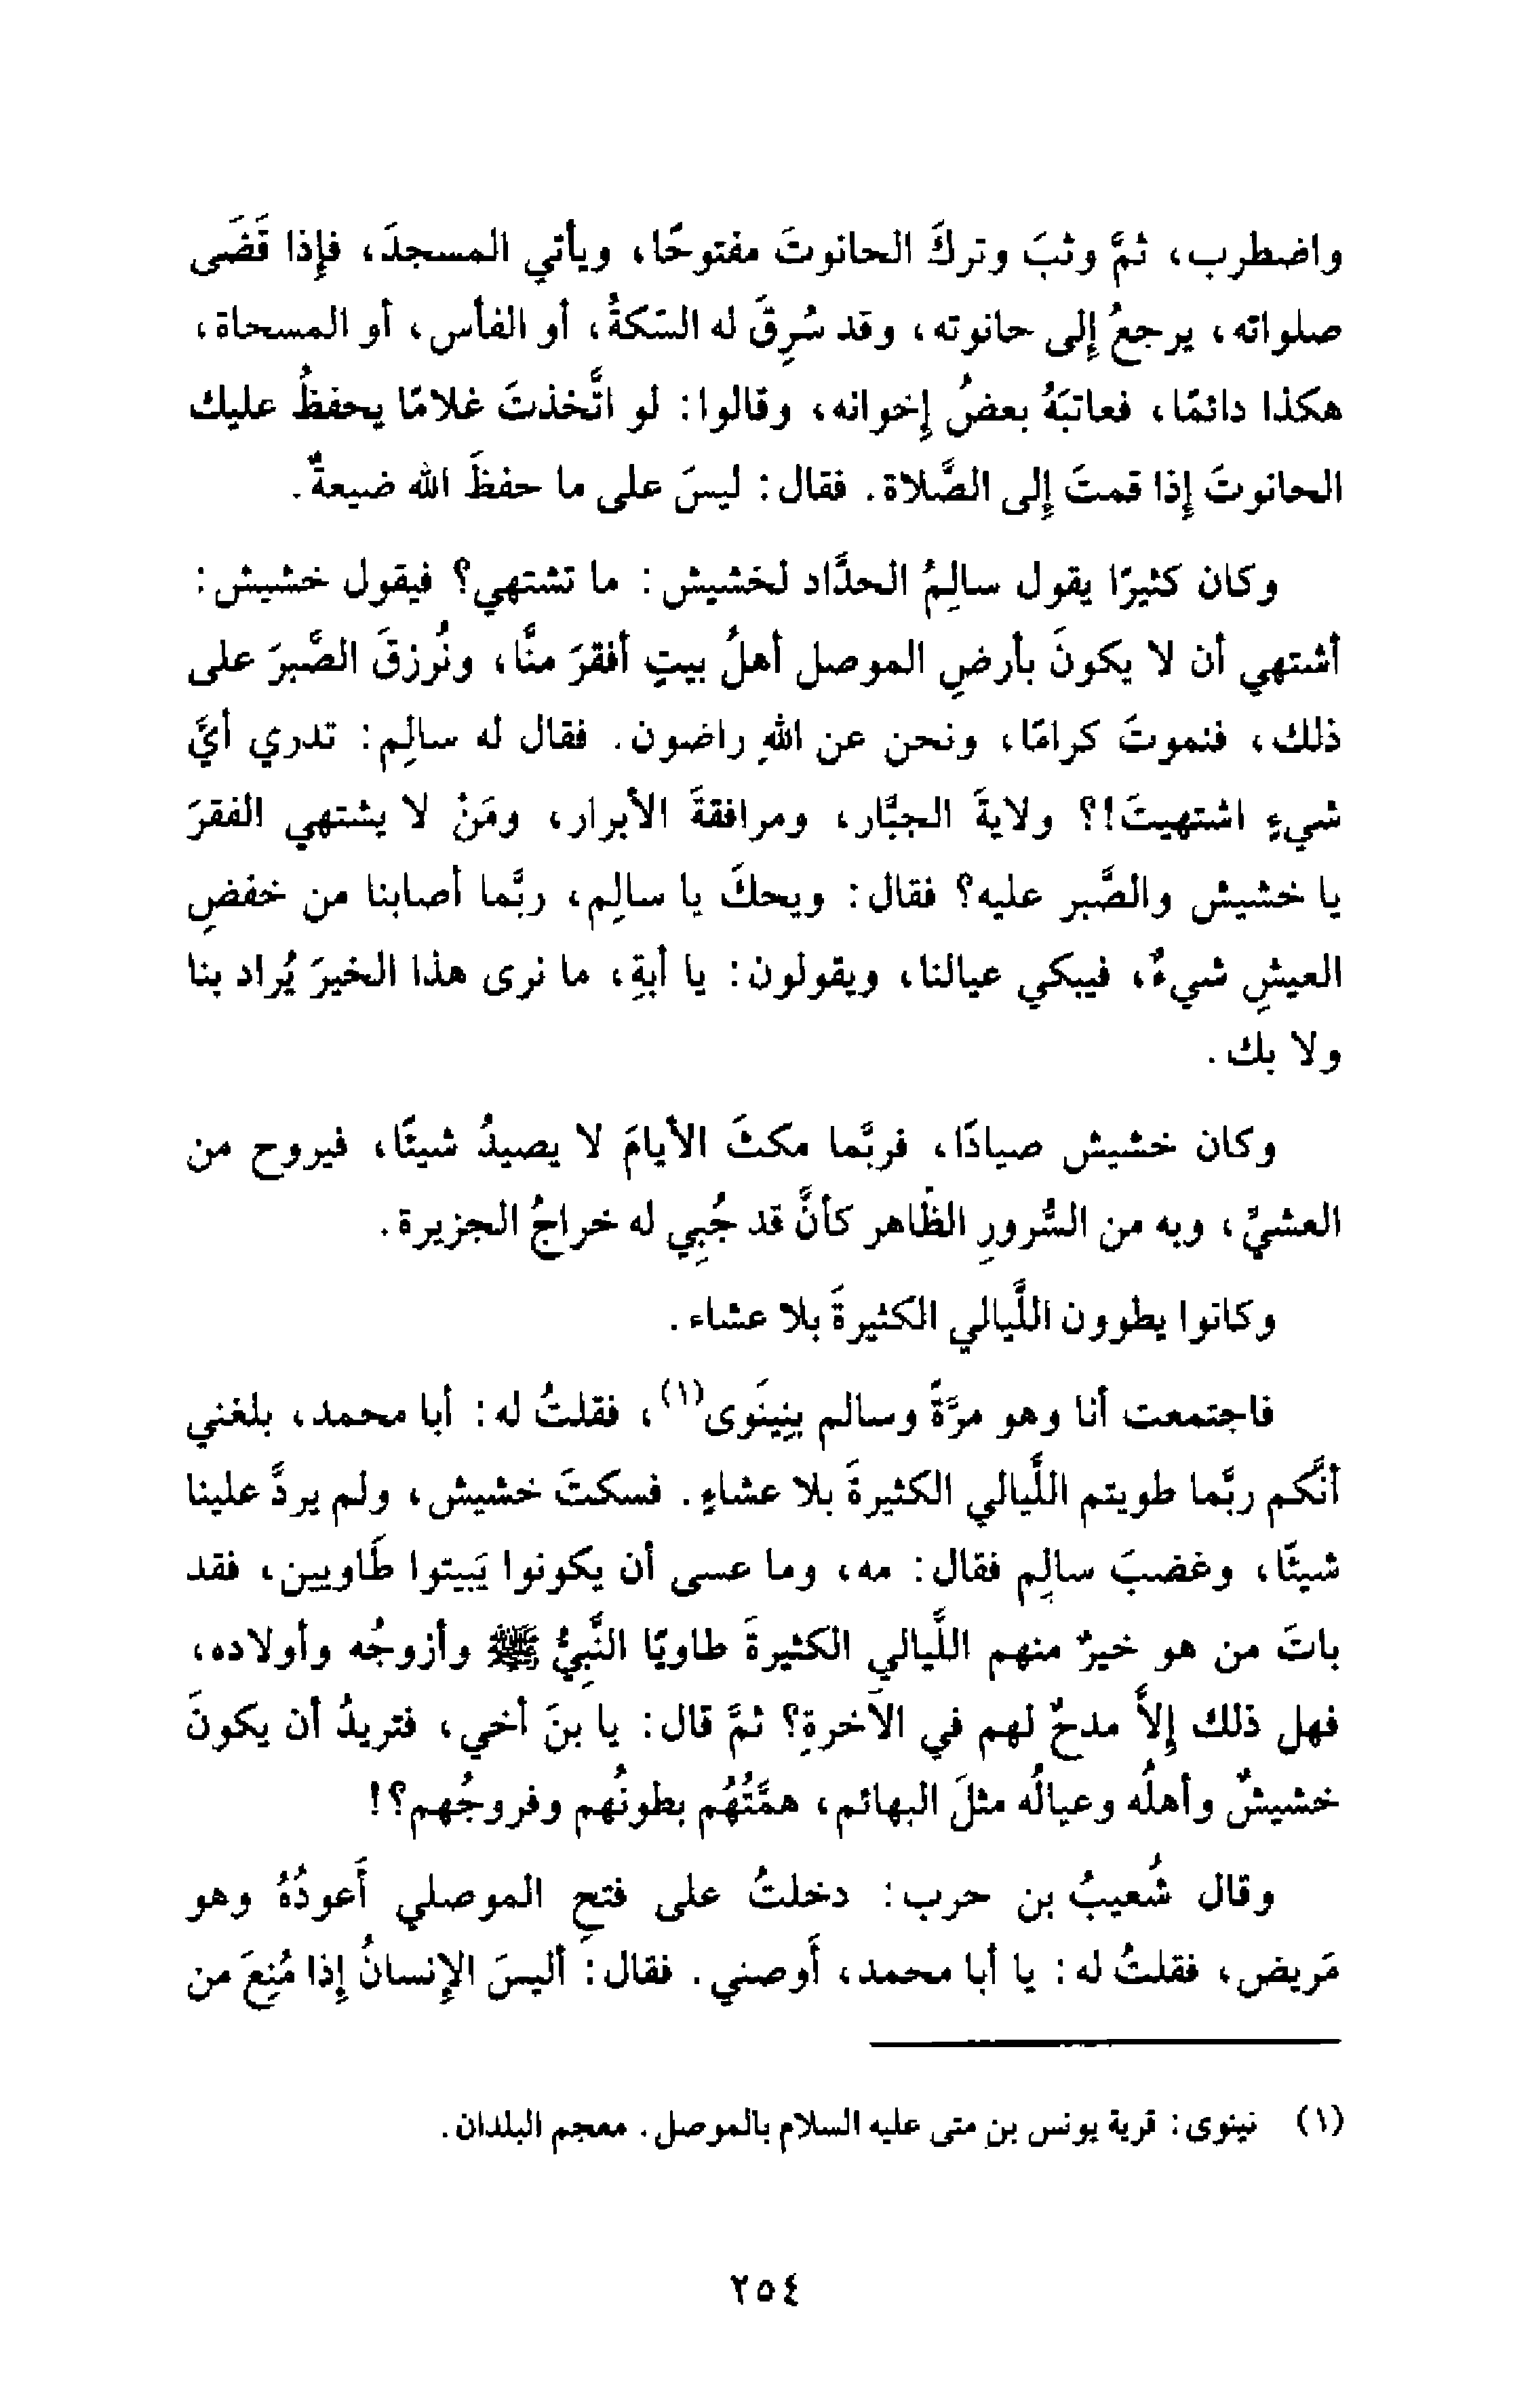 واضطرب، ثمَّ وثبَ وتركَ الحانوتَ مفتوحًا، ويأتي المسجدَ، فإذا قَضَى
صلواته، يرجعُ إلى حانوته، وقد سُرِقَ له السّكةُ، أو الفأس، أو المسحاة،
هكذا دائمًا، فعاتبَهُ بعضُ إخوانه، وقالوا: لو اتَّخذتَ غلامًا يحفظُ عليك
الحانوتَ إذا قمتَ إلى الصَّلاة. فقال: ليسَ على ما حفظَ الله ضيعةٌ.
وكان كثيرًا يقول سالِمُ الحدَّاد لخشيش: ما تشتهي؟ فيقول خشيش:
أشتهي أن لا يكونَ بأرضِ الموصل أهلُ بيتٍ أفقرَ منَّا، ونُرزقَ الصَّبرَ على
ذلك، فنموتَ كرامًا، ونحن عن اللهِ راضون. فقال له سالِم: تدري أيَّ
شيءٍ اشتهيتَ!؟ ولايةَ الجبَّار، ومرافقةَ الأبرار، ومَنْ لا يشتهي الفقرَ
يا خشيش والصَّبر عليه؟ فقال: ويحكَ يا سالِم، ربَّما أصابنا من خفضِ
العيشِ شيءٌ، فيبكي عيالنا، ويقولون: يا أبةِ، ما نرى هذا الخيرَ يُراد بنا
ولا بك.
وكان خشيش صيادًا، فربَّما مكثَ الأيامَ لا يصيدُ شيئًا، فيروح من
العشيِّ، وبه من السُّرورِ الظَّاهر كأنَّ قد جُبِي له خراجُ الجزيرة.
وكانوا يطوون اللَّيالي الكثيرةَ بلا عشاء.
فاجتمعت أنا وهو مرَّةً وسالم بِنِينَوى(١)، فقلتُ له: أبا محمد، بلغني
أنَّكم ربَّما طويتم اللَّيالي الكثيرةَ بلا عشاءٍ. فسكتَ خشيش، ولم يردَّ علينا
شيئًا، وغضبَ سالِم فقال: مه، وما عسى أن يكونوا يَبيتوا طَاويين، فقد
باتَ من هو خيرٌ منهم اللَّيالي الكثيرةَ طاويًا النَّبِيُّ ﷺ وأزوجُه وأولاده،
فهل ذلك إلاَّ مدحٌ لهم في الآخرةِ؟ ثمَّ قال: يا بنَ أخي، فتريدُ أن يكونَ
خشيشٌ وأهلُه وعيالُه مثلَ البهائم، همَّتُهُم بطونُهم وفروجُهم؟!
وقال شُعيبُ بن حرب: دخلتُ على فتحِ الموصلي أَعودُهُ وهو
مَريض، فقلتُ له: يا أبا محمد، أَوصني. فقال: أليسَ الإنسانُ إذا مُنِعَ من
(١) نينوى: قرية يونس بن متى عليه السلام بالموصل. معجم البلدان.
٢٥٤